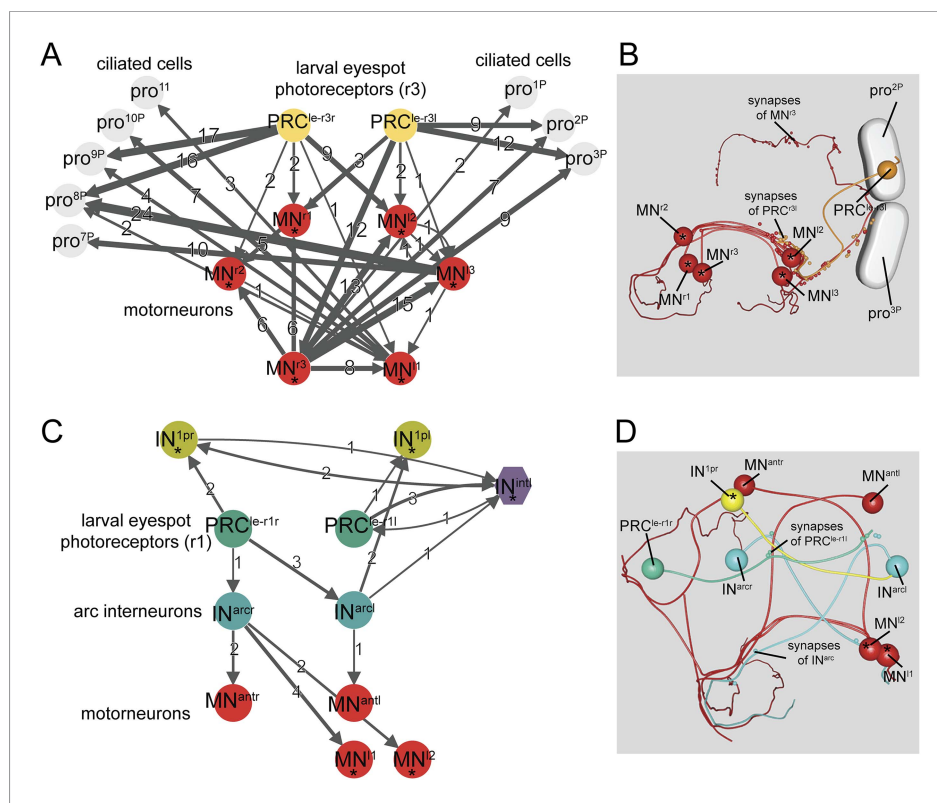 A
ciliated cells
larval eyespot
photoreceptors (r3)
ciliated cells
pro11
pro10P
pro9P
pro8P
pro7P
PRCle-r3r
PRCle-r3l
pro1P
pro2P
pro3P
17
16
9
3
9
12
2
2
2
1
2
7
4
7
3
1
12
1
1
24
9
2
10
5
13
15
1
1
6
6
8
MNr1
*
MNl2
*
MNr2
*
MNl3
*
motorneurons
MNr3
*
MNl1
*
B
pro2P
synapses
of MNr3
synapses of
PRCr3l
PRCle-r3l
MNr2
MNl2
MNr3
MNr1
MNl3
pro3P
C
IN1pr
*
IN1pl
*
INintl
*
1
2
2
1
3
1
larval eyespot
photoreceptors (r1)
PRCle-r1r
PRCle-r1l
1
3
2
1
arc interneurons
INarcr
INarcl
2
2
1
4
motorneurons
MNantr
MNantl
MNl1
*
MNl2
*
D
IN1pr
MNantr
MNantl
PRCle-r1r
synapses
of PRCle-r1l
INarcr
INarcl
MNl2
synapses
of INarc
MNl1